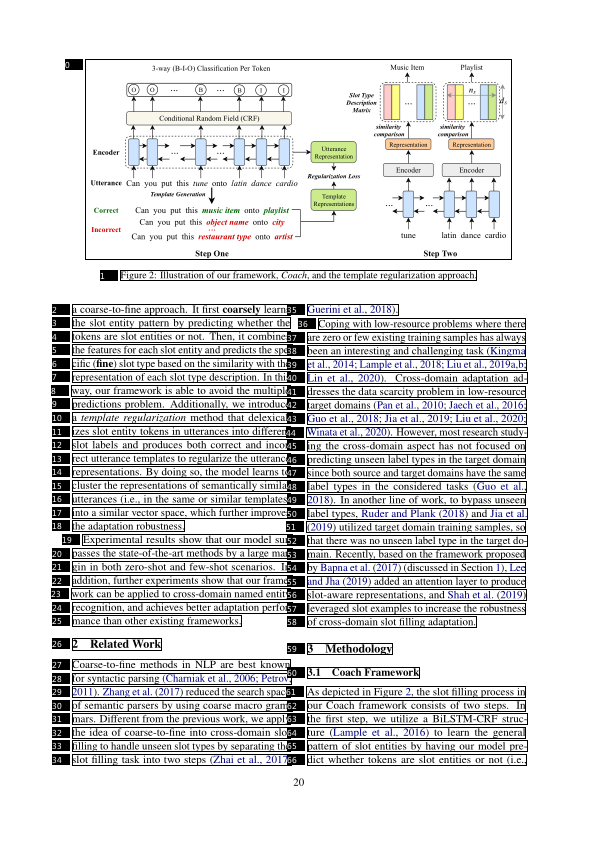 0
3-way (B-I-O) Classification Per Token
O O ... B ... B I I
Conditional Random Field (CRF)
Encoder
... ...
Utterance
Representation
Regularization Loss
Utterance Can you put this tune onto latin dance cardio
Template Generation
Template
Representations
Correct Can you put this music item onto playlist
Incorrect Can you put this object name onto city
...
Can you put this restaurant type onto artist
Step One
Music Item Playlist
Slot Type
Description
Matrix
... ... nₛ dₛ
similarity
comparison
similarity
comparison
Representation Representation
Encoder Encoder
... ...
tune latin dance cardio
Step Two
1 Figure 2: Illustration of our framework, Coach, and the template regularization approach.
2 a coarse-to-fine approach. It first coarsely learn
3 the slot entity pattern by predicting whether the
4 tokens are slot entities or not. Then, it combine
5 the features for each slot entity and predicts the spe
6 cific (fine) slot type based on the similarity with th
7 representation of each slot type description. In thi
8 way, our framework is able to avoid the multipl
9 predictions problem. Additionally, we introduc
10 a template regularization method that delexica
11 izes slot entity tokens in utterances into differen
12 slot labels and produces both correct and inco
13 rect utterance templates to regularize the utteranc
14 representations. By doing so, the model learns t
15 cluster the representations of semantically simila
16 utterances (i.e., in the same or similar templates
17 into a similar vector space, which further improve
18 the adaptation robustness.
19 Experimental results show that our model su
20 passes the state-of-the-art methods by a large ma
21 gin in both zero-shot and few-shot scenarios. I
22 addition, further experiments show that our frame
23 work can be applied to cross-domain named entit
24 recognition, and achieves better adaptation perfo
25 mance than other existing frameworks.
26 2 Related Work
27 Coarse-to-fine methods in NLP are best known
28 for syntactic parsing (Charniak et al., 2006; Petrov,
29 2011). Zhang et al. (2017) reduced the search spac
30 of semantic parsers by using coarse macro gram
31 mars. Different from the previous work, we appl
32 the idea of coarse-to-fine into cross-domain slo
33 filling to handle unseen slot types by separating th
34 slot filling task into two steps (Zhai et al., 2017
35 Guerini et al., 2018).
36 Coping with low-resource problems where there
37 are zero or few existing training samples has always
38 been an interesting and challenging task (Kingma
39 et al., 2014; Lample et al., 2018; Liu et al., 2019a,b;
40 Lin et al., 2020). Cross-domain adaptation ad-
41 dresses the data scarcity problem in low-resource
42 target domains (Pan et al., 2010; Jaech et al., 2016;
43 Guo et al., 2018; Jia et al., 2019; Liu et al., 2020;
44 Winata et al., 2020). However, most research study-
45 ing the cross-domain aspect has not focused on
46 predicting unseen label types in the target domain
47 since both source and target domains have the same
48 label types in the considered tasks (Guo et al.,
49 2018). In another line of work, to bypass unseen
50 label types, Ruder and Plank (2018) and Jia et al.
51 (2019) utilized target domain training samples, so
52 that there was no unseen label type in the target do-
53 main. Recently, based on the framework proposed
54 by Bapna et al. (2017) (discussed in Section 1), Lee
55 and Jha (2019) added an attention layer to produce
56 slot-aware representations, and Shah et al. (2019)
57 leveraged slot examples to increase the robustness
58 of cross-domain slot filling adaptation.
59 3 Methodology
60 3.1 Coach Framework
61 As depicted in Figure 2, the slot filling process in
62 our Coach framework consists of two steps. In
63 the first step, we utilize a BiLSTM-CRF struc-
64 ture (Lample et al., 2016) to learn the general
65 pattern of slot entities by having our model pre-
66 dict whether tokens are slot entities or not (i.e.,
20